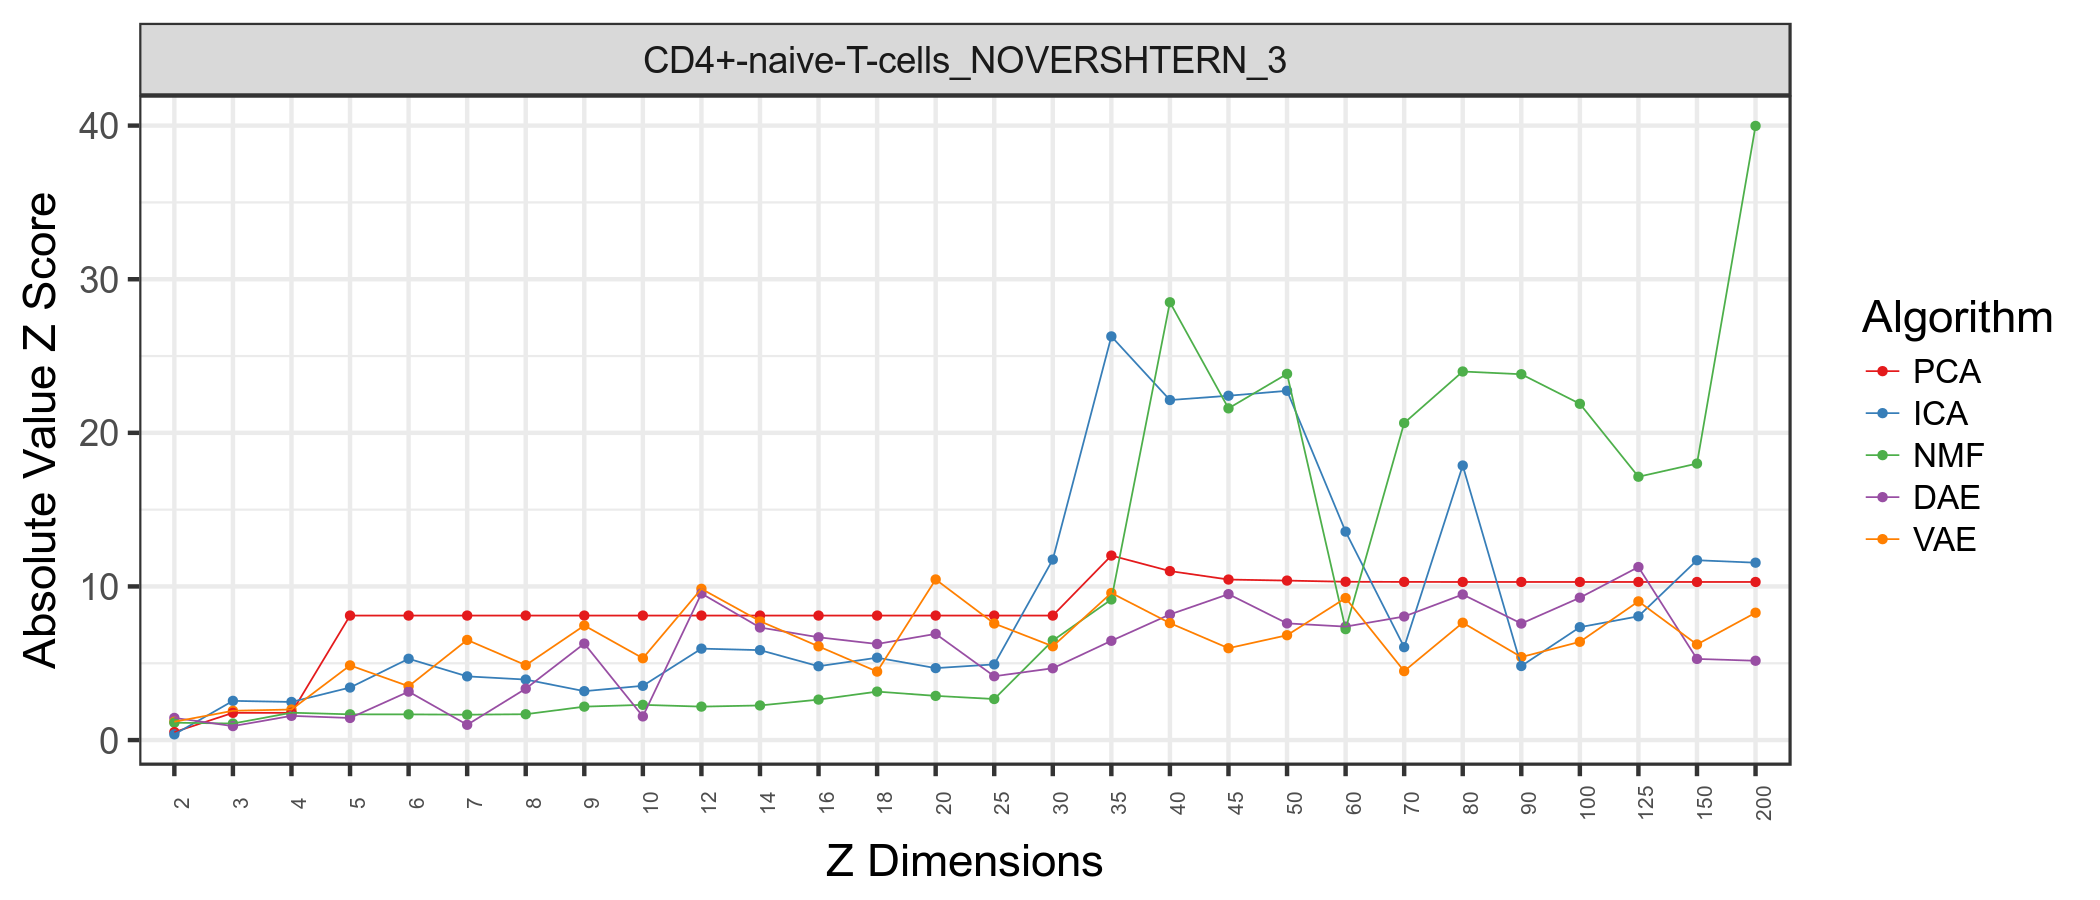 CD4+-naive-T-cells_NOVERSHTERN_3
Absolute Value Z Score
40
30
20
10
0
2 3 4 5 6 7 8 9 10 12 14 16 18 20 25 30 35 40 45 50 60 70 80 90 100 125 150 200
Z Dimensions
Algorithm
PCA
ICA
NMF
DAE
VAE